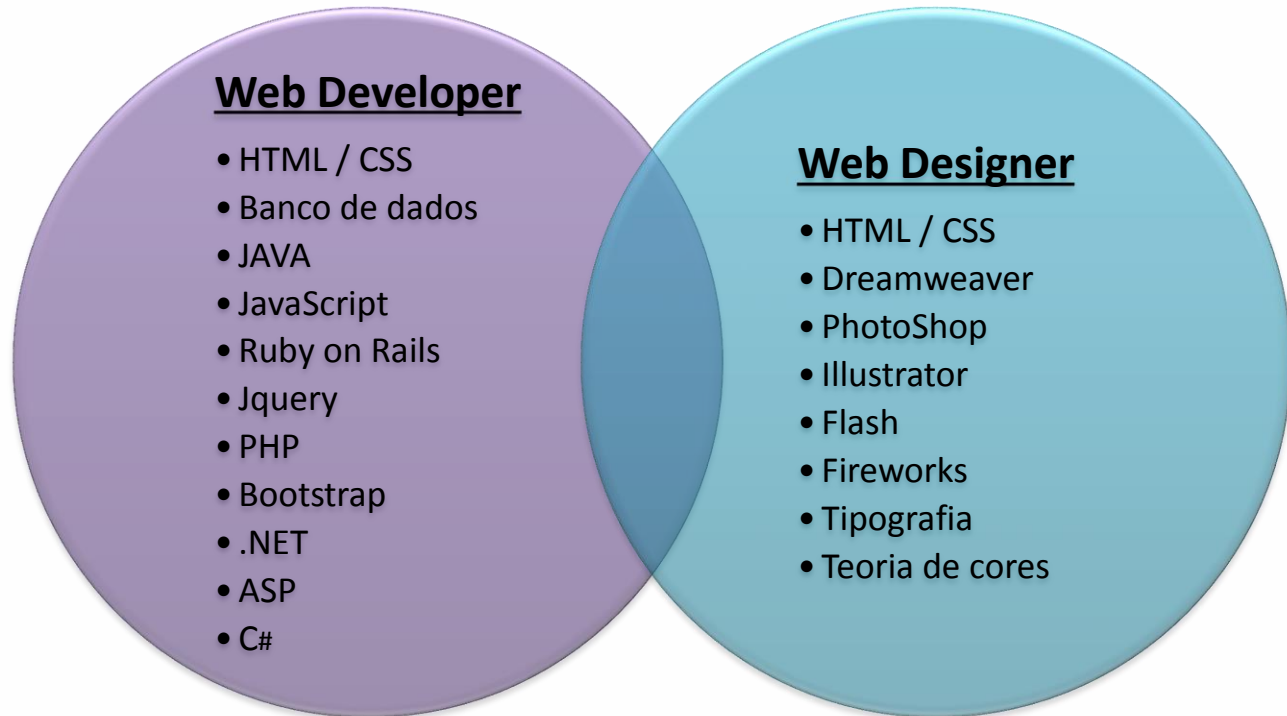 Web Developer
• HTML / CSS
• Banco de dados
• JAVA
• JavaScript
• Ruby on Rails
• Jquery
• PHP
• Bootstrap
• .NET
• ASP
• C#
Web Designer
• HTML / CSS
• Dreamweaver
• PhotoShop
• Illustrator
• Flash
• Fireworks
• Tipografia
• Teoria de cores